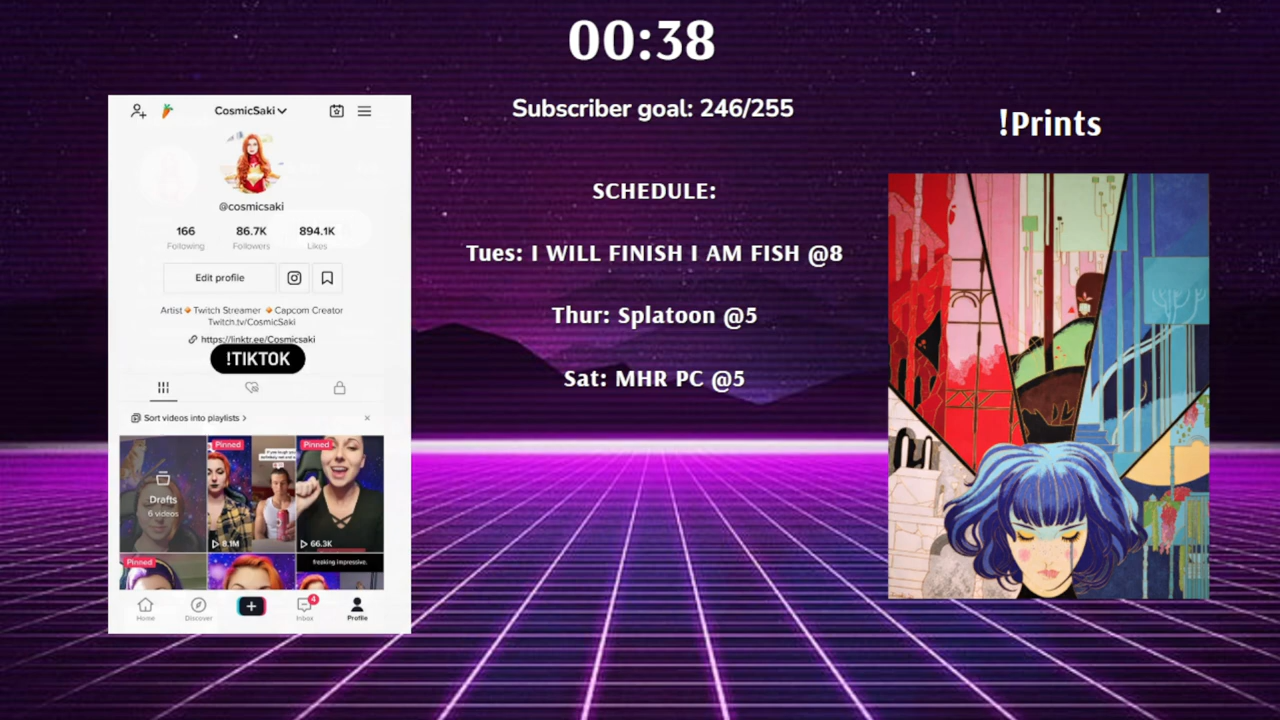 00:38
Subscriber goal: 246/255
SCHEDULE:
Tues: I WILL FINISH I AM FISH @8
Thur: Splatoon @5
Sat: MHR PC @5
CosmicSaki
@cosmicsaki
166 86.7K 894.1K
Following Followers Likes
Edit profile
Artist Twitch Streamer Capcom Creator
Twitch.tv/CosmicSaki
https://linktr.ee/Cosmicsaki
!TIKTOK
Sort videos into playlists
Pinned Pinned
Drafts
6 videos
8.1M 66.3K
Pinned
freaking impressive.
4
Home Discover Inbox Profile
!Prints